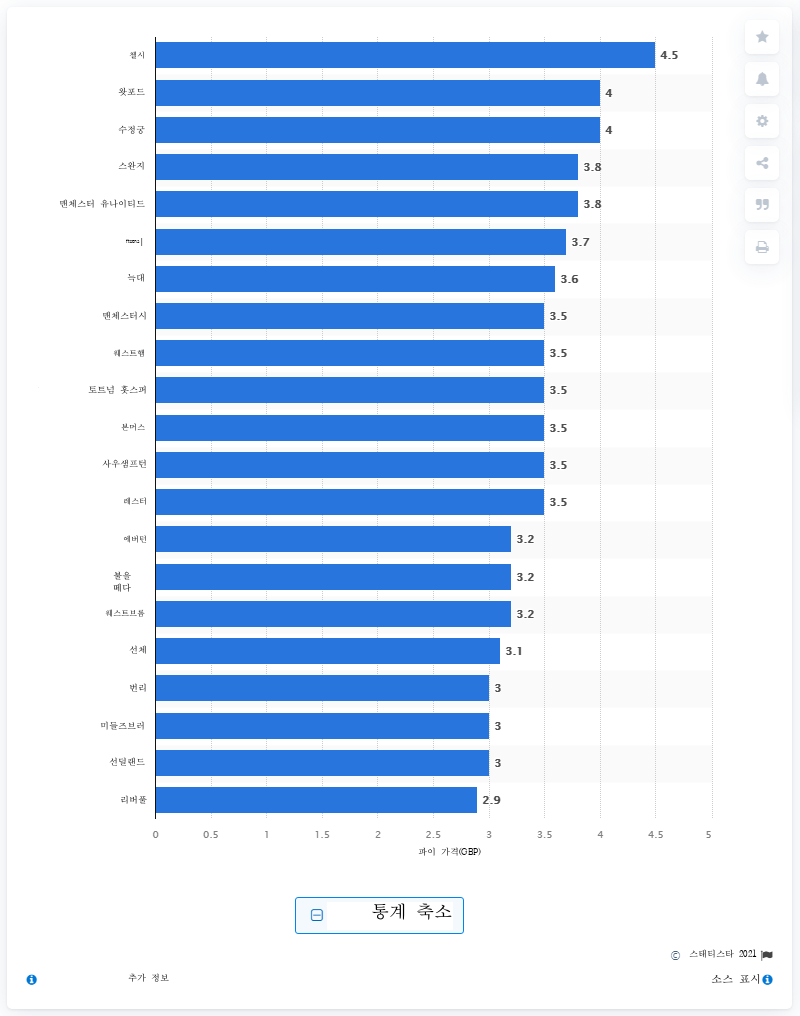 첼시 4.5
왓포드 4
수정궁 4
스완지 3.8
맨체스터 유나이티드 3.8
3.7
늑대 3.6
맨체스터시 3.5
웨스트햄 3.5
토트넘 홋스퍼 3.5
본머스 3.5
사우샘프턴 3.5
레스터 3.5
에버턴 3.2
불을
떼다 3.2
웨스트브롬 3.2
선체 3.1
번리 3
미들즈브러 3
선덜랜드 3
리버풀 2.9
0 0.5 1 1.5 2 2.5 3 3.5 4 4.5 5
파이 가격(GBP)
통계 축소
© 스태티스타 2021
추가 정보 소스 표시